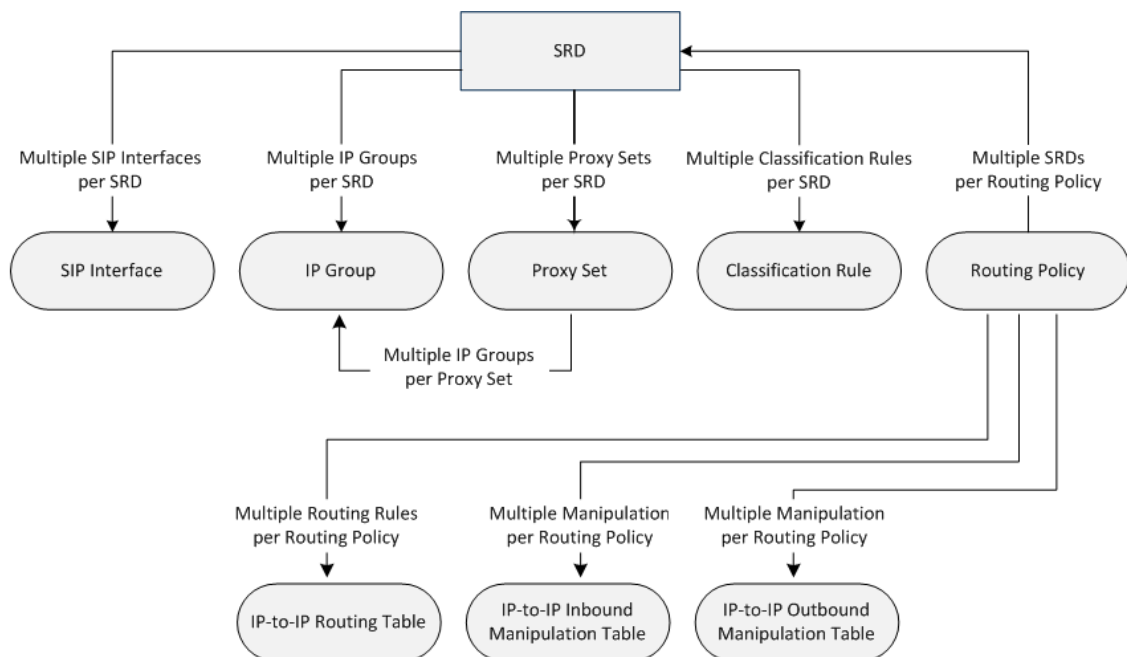 SRD
Multiple SIP Interfaces
per SRD
Multiple IP Groups
per SRD
Multiple Proxy Sets
per SRD
Multiple Classification Rules
per SRD
Multiple SRDs
per Routing Policy
SIP Interface
IP Group
Proxy Set
Classification Rule
Routing Policy
Multiple IP Groups
per Proxy Set
Multiple Routing Rules
per Routing Policy
Multiple Manipulation
per Routing Policy
Multiple Manipulation
per Routing Policy
IP-to-IP Routing Table
IP-to-IP Inbound
Manipulation Table
IP-to-IP Outbound
Manipulation Table